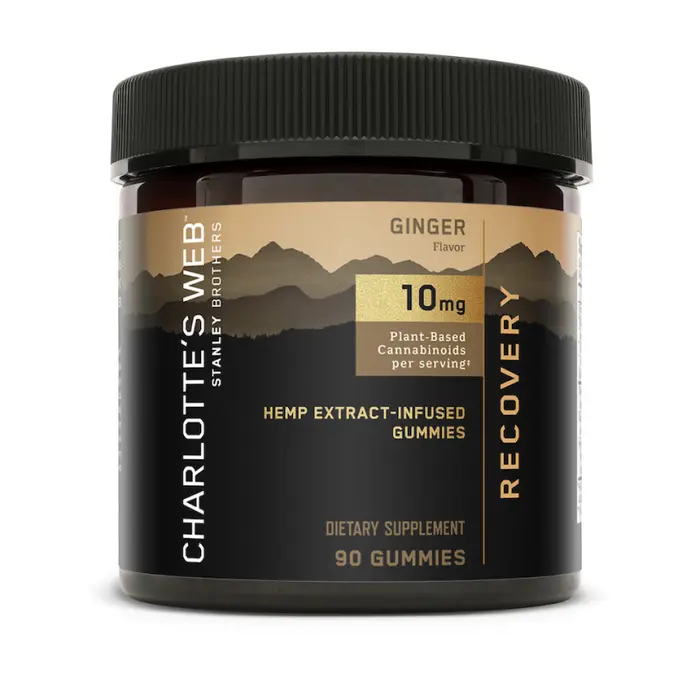 CHARLOTTE'S WEB™
STANLEY BROTHERS
GINGER
Flavor
10mg
Plant-Based
Cannabinoids
per serving‡
HEMP EXTRACT-INFUSED
GUMMIES
DIETARY SUPPLEMENT
90 GUMMIES
RECOVERY